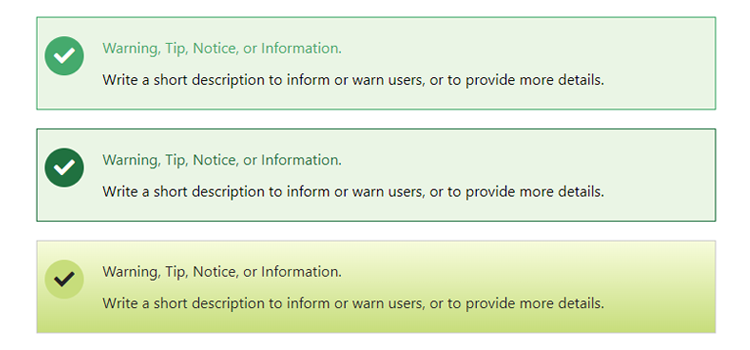 Warning, Tip, Notice, or Information.
Write a short description to inform or warn users, or to provide more details.
Warning, Tip, Notice, or Information.
Write a short description to inform or warn users, or to provide more details.
Warning, Tip, Notice, or Information.
Write a short description to inform or warn users, or to provide more details.